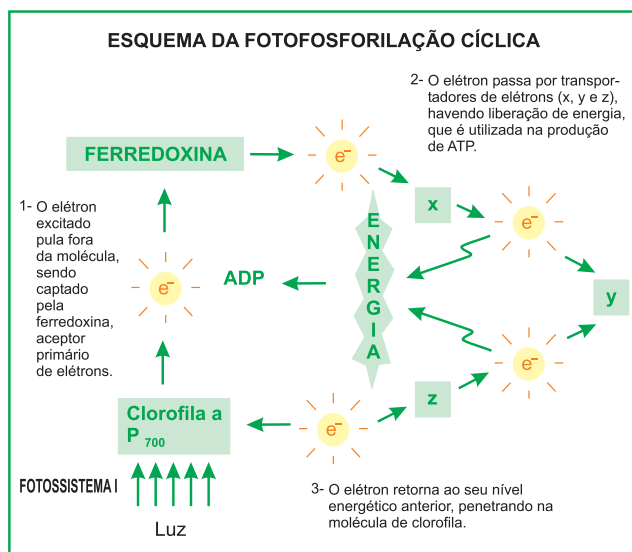 ESQUEMA DA FOTOFOSFORILAÇÃO CÍCLICA
2- O elétron passa por transpor-
tadores de elétrons (x, y e z),
havendo liberação de energia,
que é utilizada na produção
de ATP.
FERREDOXINA
e⁻
x
e⁻
1- O elétron
excitado
pula fora
da molécula,
sendo
captado
pela
ferredoxina,
aceptor
primário
de elétrons.
e⁻
ADP
ENERGIA
y
e⁻
z
Clorofila a
P 700
e⁻
FOTOSSISTEMA I
Luz
3- O elétron retorna ao seu nível
energético anterior, penetrando na
molécula de clorofila.